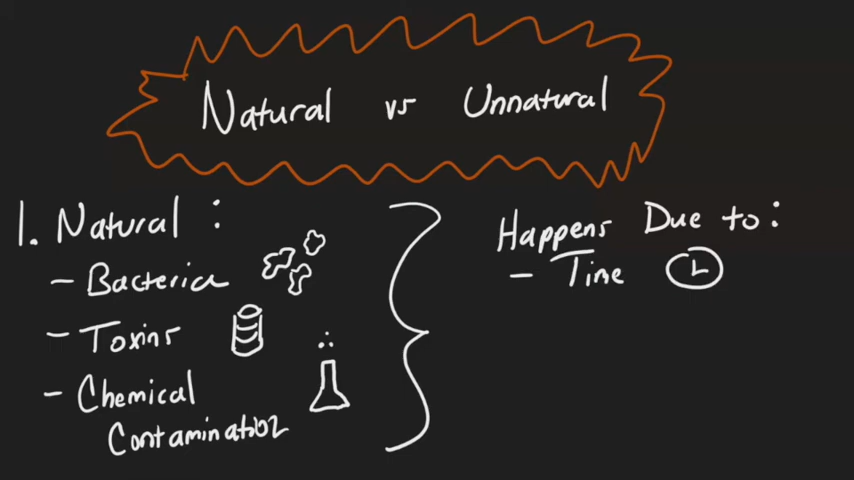 Natural vs Unnatural
1. Natural :
- Bacteria
- Toxins
- Chemical
Contamination
Happens Due to:
- Time